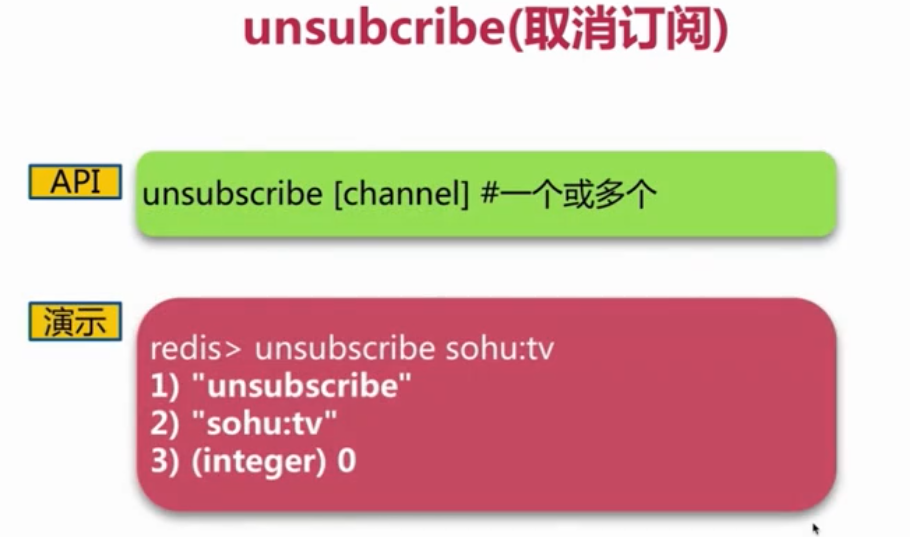 unsubcribe(取消订阅)
API
unsubscribe [channel] #一个或多个
演示
redis> unsubscribe sohu:tv
1) "unsubscribe"
2) "sohu:tv"
3) (integer) 0